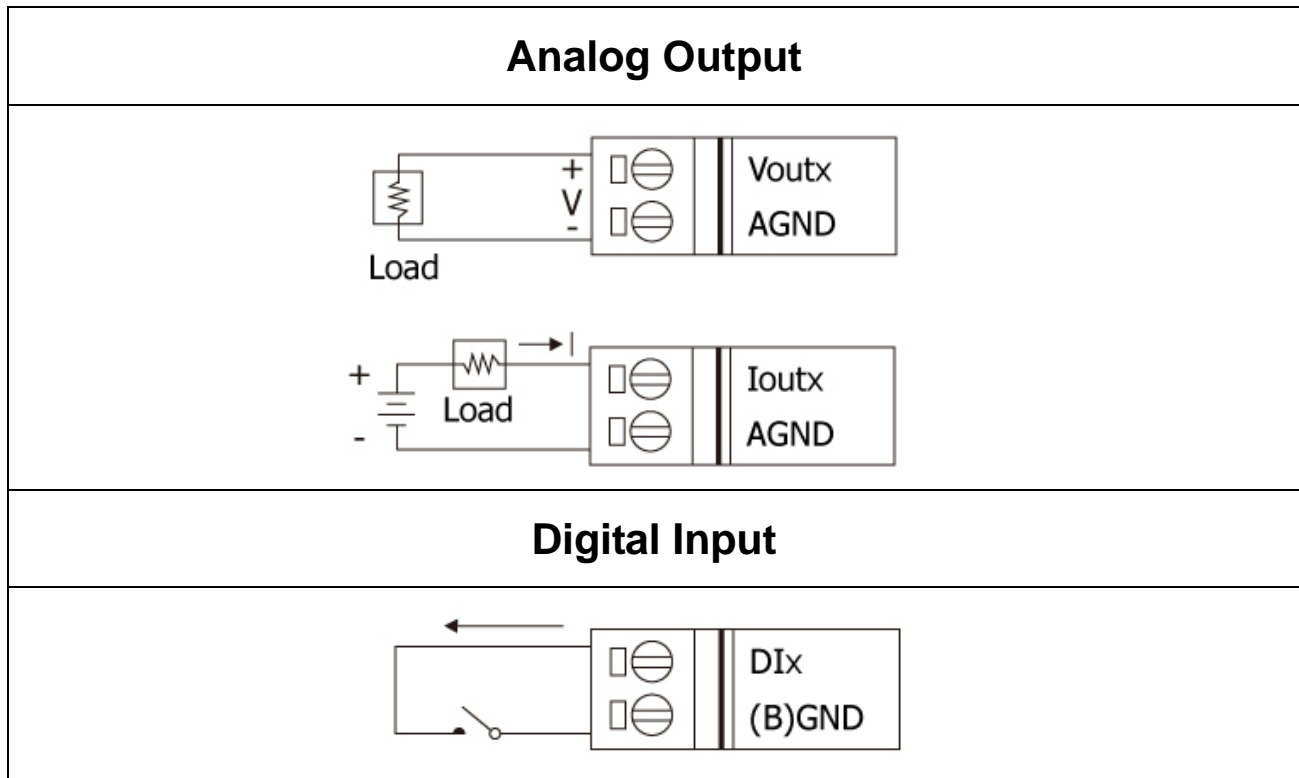 Analog Output
+
V
-
Voutx
AGND
Load
+
-
Load
I
Ioutx
AGND
Digital Input
DIx
(B)GND